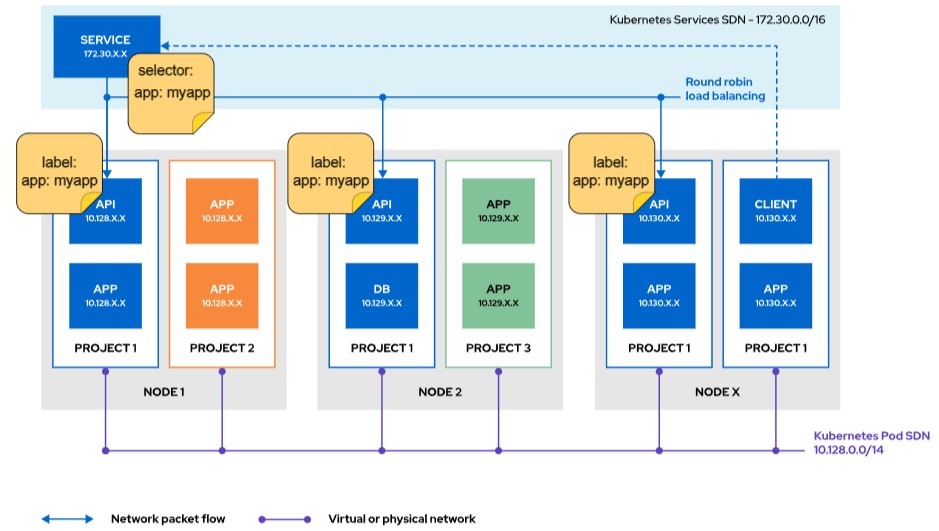 Kubernetes Services SDN - 172.30.0.0/16
SERVICE
172.30.X.X
selector:
app: myapp
Round robin
load balancing
label:
app: myapp
API
10.128.X.X
APP
10.128.X.X
PROJECT 1
APP
10.128.X.X
APP
10.128.X.X
PROJECT 2
NODE 1
label:
app: myapp
API
10.129.X.X
DB
10.129.X.X
PROJECT 1
APP
10.129.X.X
APP
10.129.X.X
PROJECT 3
NODE 2
label:
app: myapp
API
10.130.X.X
APP
10.130.X.X
PROJECT 1
CLIENT
10.130.X.X
APP
10.130.X.X
PROJECT 1
NODE X
Kubernetes Pod SDN
10.128.0.0/14
Network packet flow
Virtual or physical network